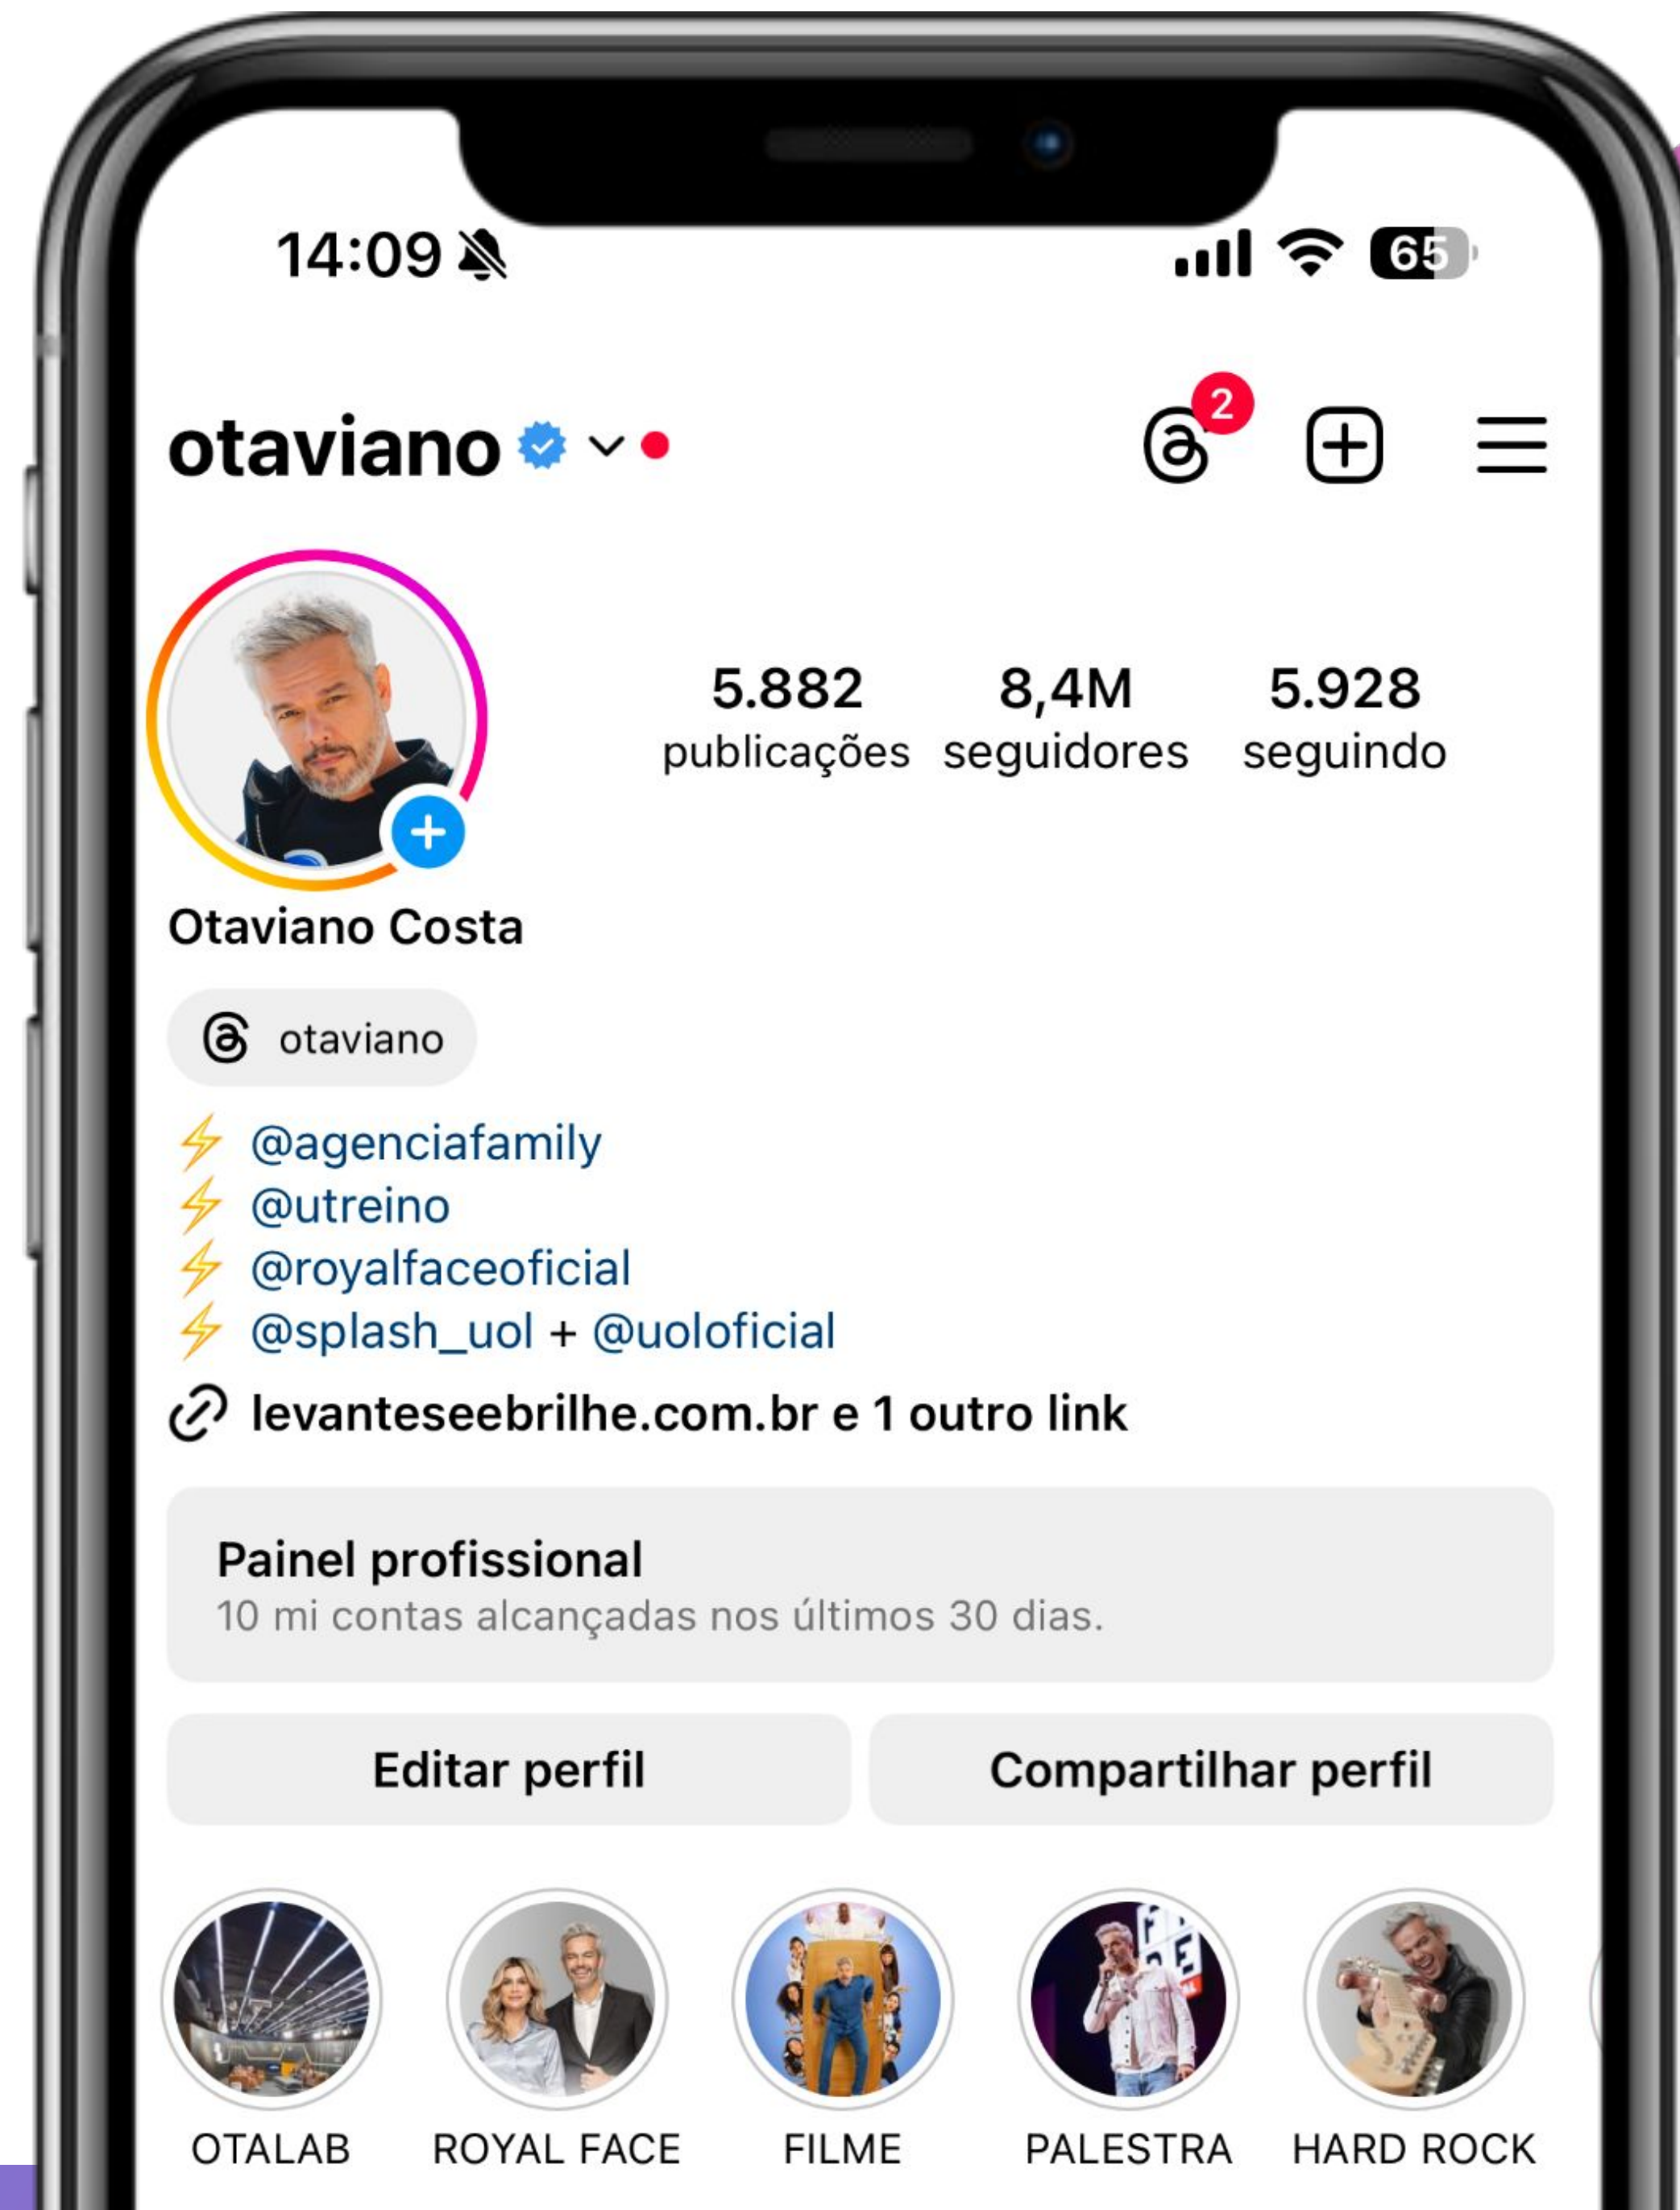 14:09
65
otaviano
2
5.882 8,4M 5.928
publicações seguidores seguindo
Otaviano Costa
otaviano
@agenciafamily
@utreino
@royalfaceoficial
@splash_uol + @uoloficial
levanteseebrilhe.com.br e 1 outro link
Painel profissional
10 mi contas alcançadas nos últimos 30 dias.
Editar perfil Compartilhar perfil
OTALAB ROYAL FACE FILME PALESTRA HARD ROCK